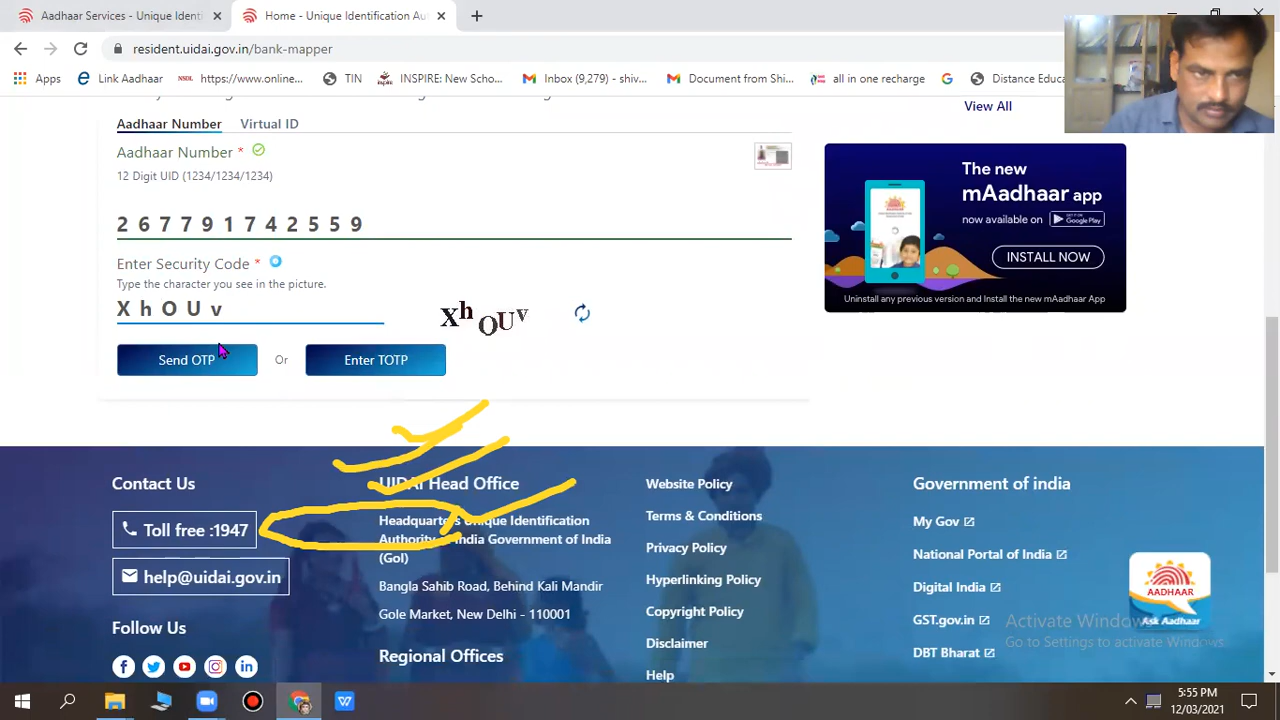 Aadhaar Services - Unique Identi
Home - Unique Identification Aut
resident.uidai.gov.in/bank-mapper
Apps
Link Aadhaar
NSDL
https://www.online...
TIN
INSPIRE: New Scho...
Inbox (9,279) - shiv...
Document from Shi...
all in one recharge
G
Distance Educa
View All
Aadhaar Number
Virtual ID
Aadhaar Number *
12 Digit UID (1234/1234/1234)
2 6 7 7 9 1 7 4 2 5 5 9
Enter Security Code *
Type the character you see in the picture.
X h O U v
XhOUv
Send OTP
Or
Enter TOTP
The new
mAadhaar app
now available on
GET IT ON
Google Play
INSTALL NOW
Uninstall any previous version and Install the new mAadhaar App
Contact Us
Toll free :1947
help@uidai.gov.in
Follow Us
UIDAI Head Office
Headquarters Unique Identification
Authority of India Government of India
(GoI)
Bangla Sahib Road, Behind Kali Mandir
Gole Market, New Delhi - 110001
Regional Offices
Website Policy
Terms & Conditions
Privacy Policy
Hyperlinking Policy
Copyright Policy
Disclaimer
Help
Government of india
My Gov
National Portal of India
Digital India
GST.gov.in
DBT Bharat
AADHAAR
Ask Aadhaar
Activate Windows
Go to Settings to activate Windows.
5:55 PM
12/03/2021